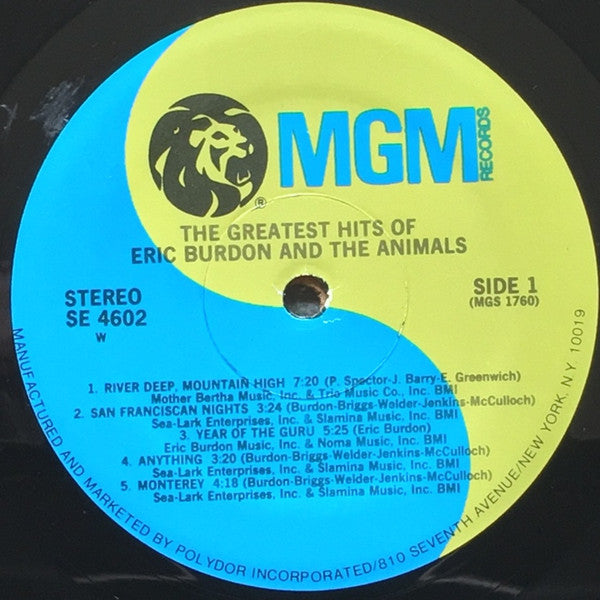 MGM
RECORDS
®
THE GREATEST HITS OF
ERIC BURDON AND THE ANIMALS
STEREO
SE 4602
W
SIDE 1
(MGS 1760)
1. RIVER DEEP, MOUNTAIN HIGH 7:20 (P. Spector-J. Barry-E. Greenwich)
Mother Bertha Music, Inc. & Trio Music Co., Inc. BMI
2. SAN FRANCISCAN NIGHTS 3:24 (Burdon-Briggs-Weider-Jenkins-McCulloch)
Sea-Lark Enterprises, Inc. & Slamina Music, Inc. BMI
3. YEAR OF THE GURU 5:25 (Eric Burdon)
Eric Burdon Music, Inc. & Noma Music, Inc. BMI
4. ANYTHING 3:20 (Burdon-Briggs-Weider-Jenkins-McCulloch)
Sea-Lark Enterprises, Inc. & Slamina Music, Inc. BMI
5. MONTEREY 4:18 (Burdon-Briggs-Weider-Jenkins-McCulloch)
Sea-Lark Enterprises, Inc. & Slamina Music, Inc. BMI
MANUFACTURED AND MARKETED BY POLYDOR INCORPORATED/810 SEVENTH AVENUE/NEW YORK, N.Y. 10019